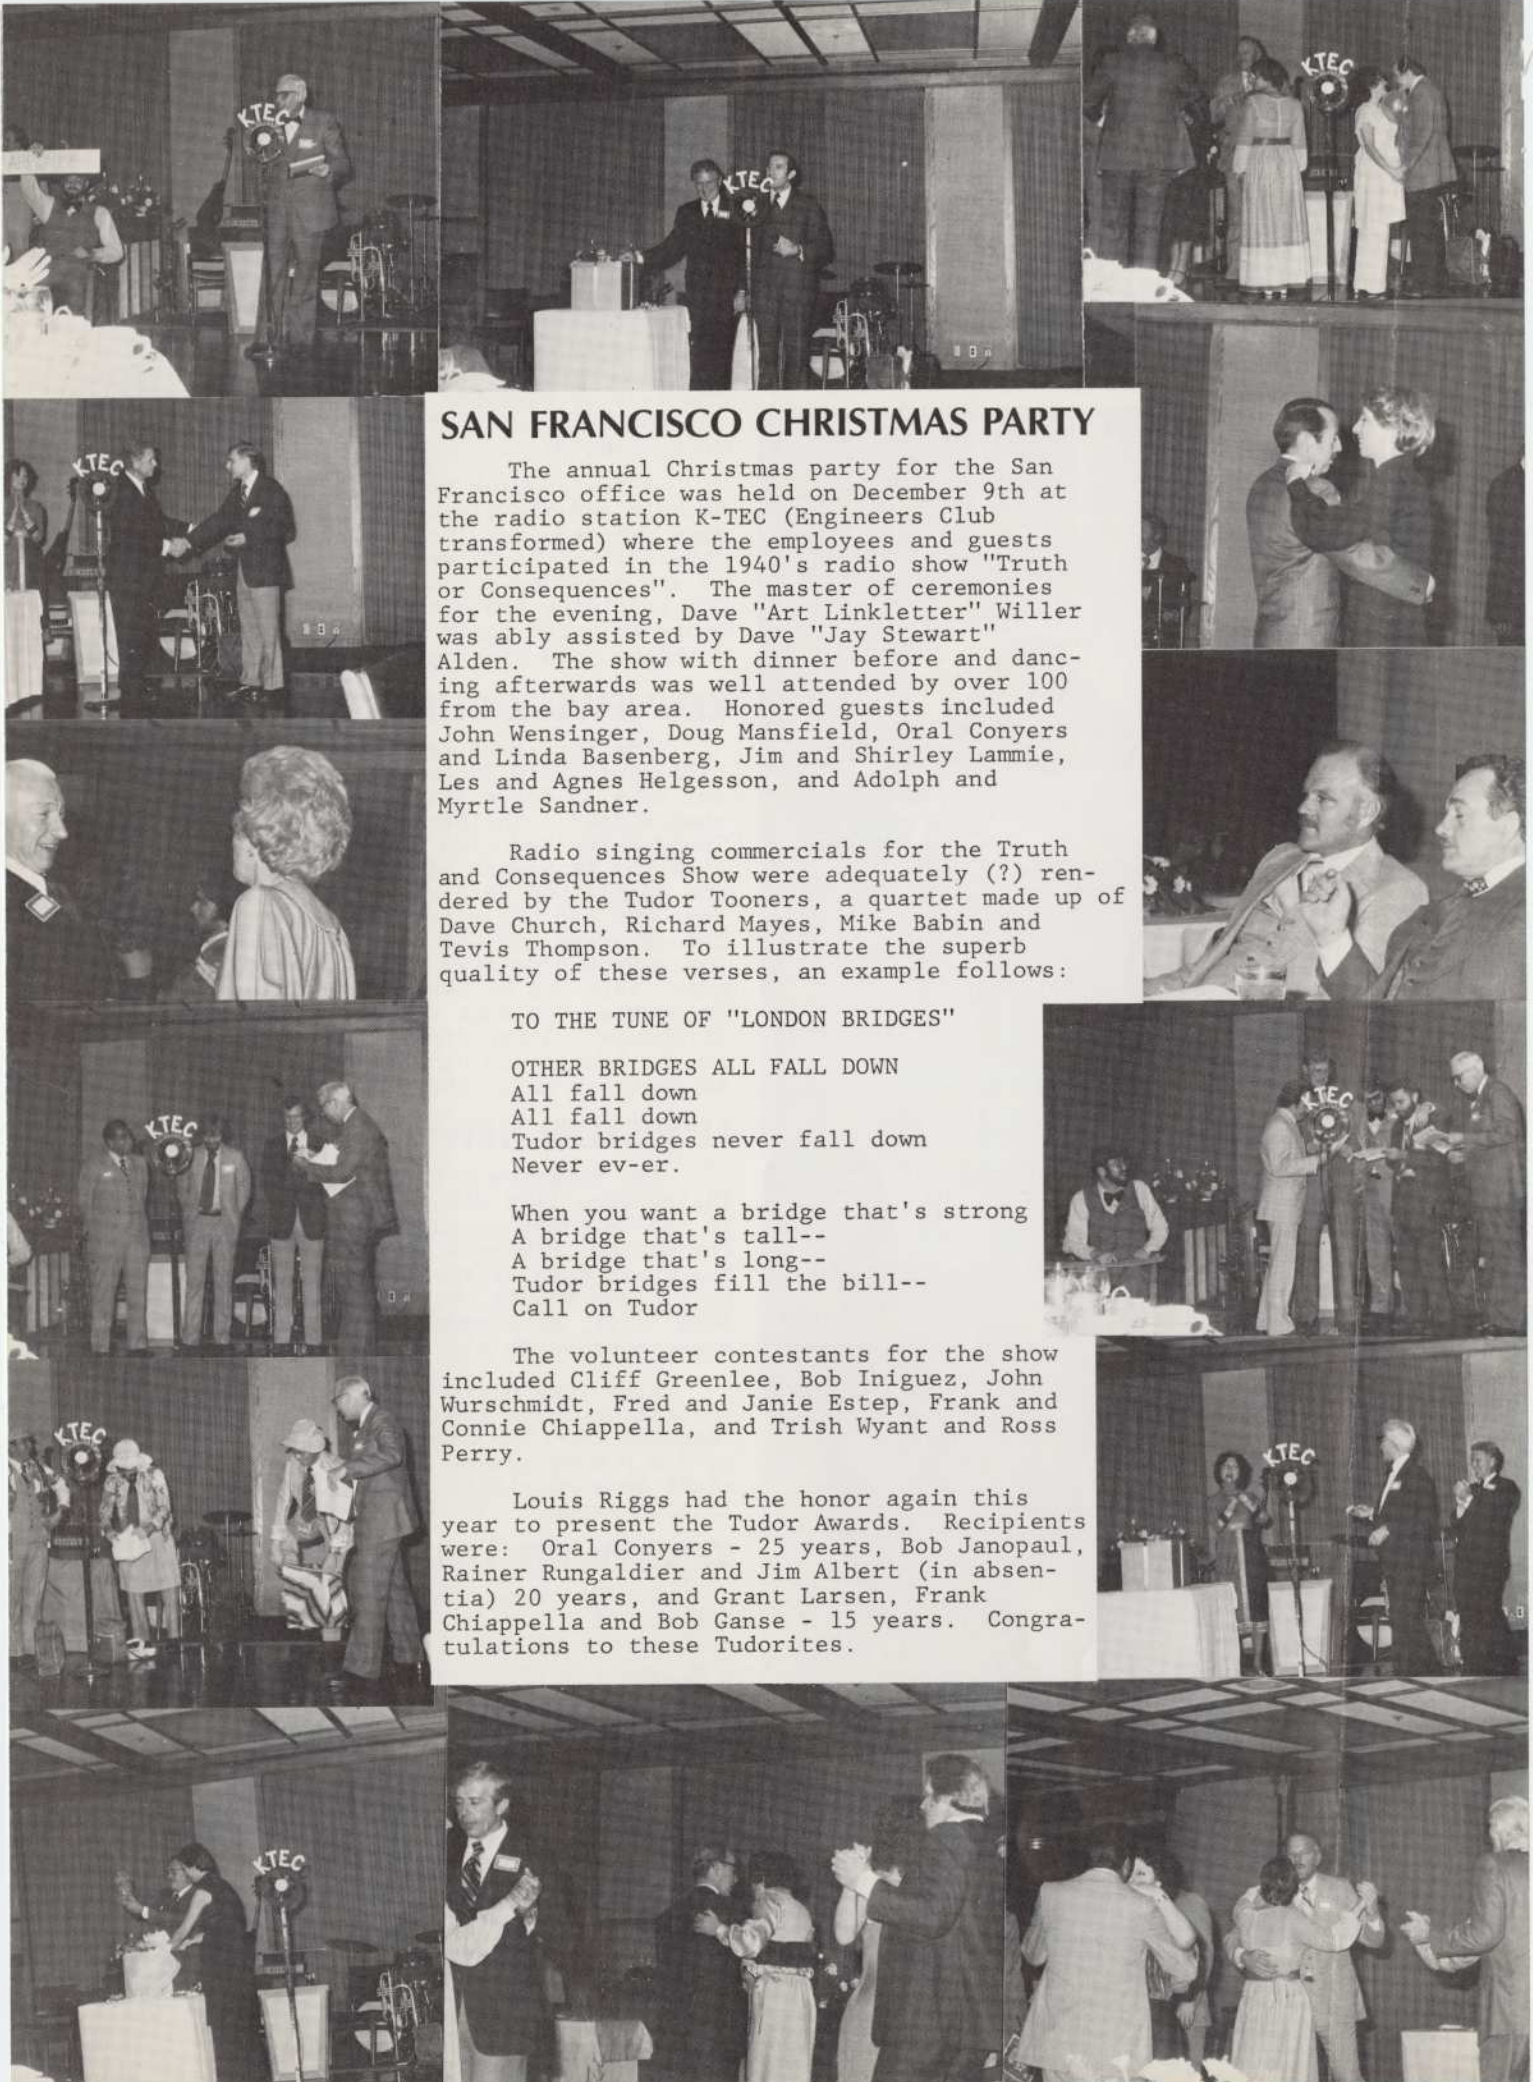 KTEC
KTEC
KTEC
KTEC
SAN FRANCISCO CHRISTMAS PARTY
The annual Christmas party for the San
Francisco office was held on December 9th at
the radio station K-TEC (Engineers Club
transformed) where the employees and guests
participated in the 1940's radio show "Truth
or Consequences".  The master of ceremonies
for the evening, Dave "Art Linkletter" Willer
was ably assisted by Dave "Jay Stewart"
Alden.  The show with dinner before and danc-
ing afterwards was well attended by over 100
from the bay area.  Honored guests included
John Wensinger, Doug Mansfield, Oral Conyers
and Linda Basenberg, Jim and Shirley Lammie,
Les and Agnes Helgesson, and Adolph and
Myrtle Sandner.
Radio singing commercials for the Truth
and Consequences Show were adequately (?) ren-
dered by the Tudor Tooners, a quartet made up of
Dave Church, Richard Mayes, Mike Babin and
Tevis Thompson.  To illustrate the superb
quality of these verses, an example follows:
TO THE TUNE OF "LONDON BRIDGES"
OTHER BRIDGES ALL FALL DOWN
All fall down
All fall down
Tudor bridges never fall down
Never ev-er.
When you want a bridge that's strong
A bridge that's tall--
A bridge that's long--
Tudor bridges fill the bill--
Call on Tudor
The volunteer contestants for the show
included Cliff Greenlee, Bob Iniguez, John
Wurschmidt, Fred and Janie Estep, Frank and
Connie Chiappella, and Trish Wyant and Ross
Perry.
Louis Riggs had the honor again this
year to present the Tudor Awards.  Recipients
were:  Oral Conyers - 25 years, Bob Janopaul,
Rainer Rungaldier and Jim Albert (in absen-
tia) 20 years, and Grant Larsen, Frank
Chiappella and Bob Ganse - 15 years.  Congra-
tulations to these Tudorites.
KTEC
KTEC
KTEC
KTEC
KTEC